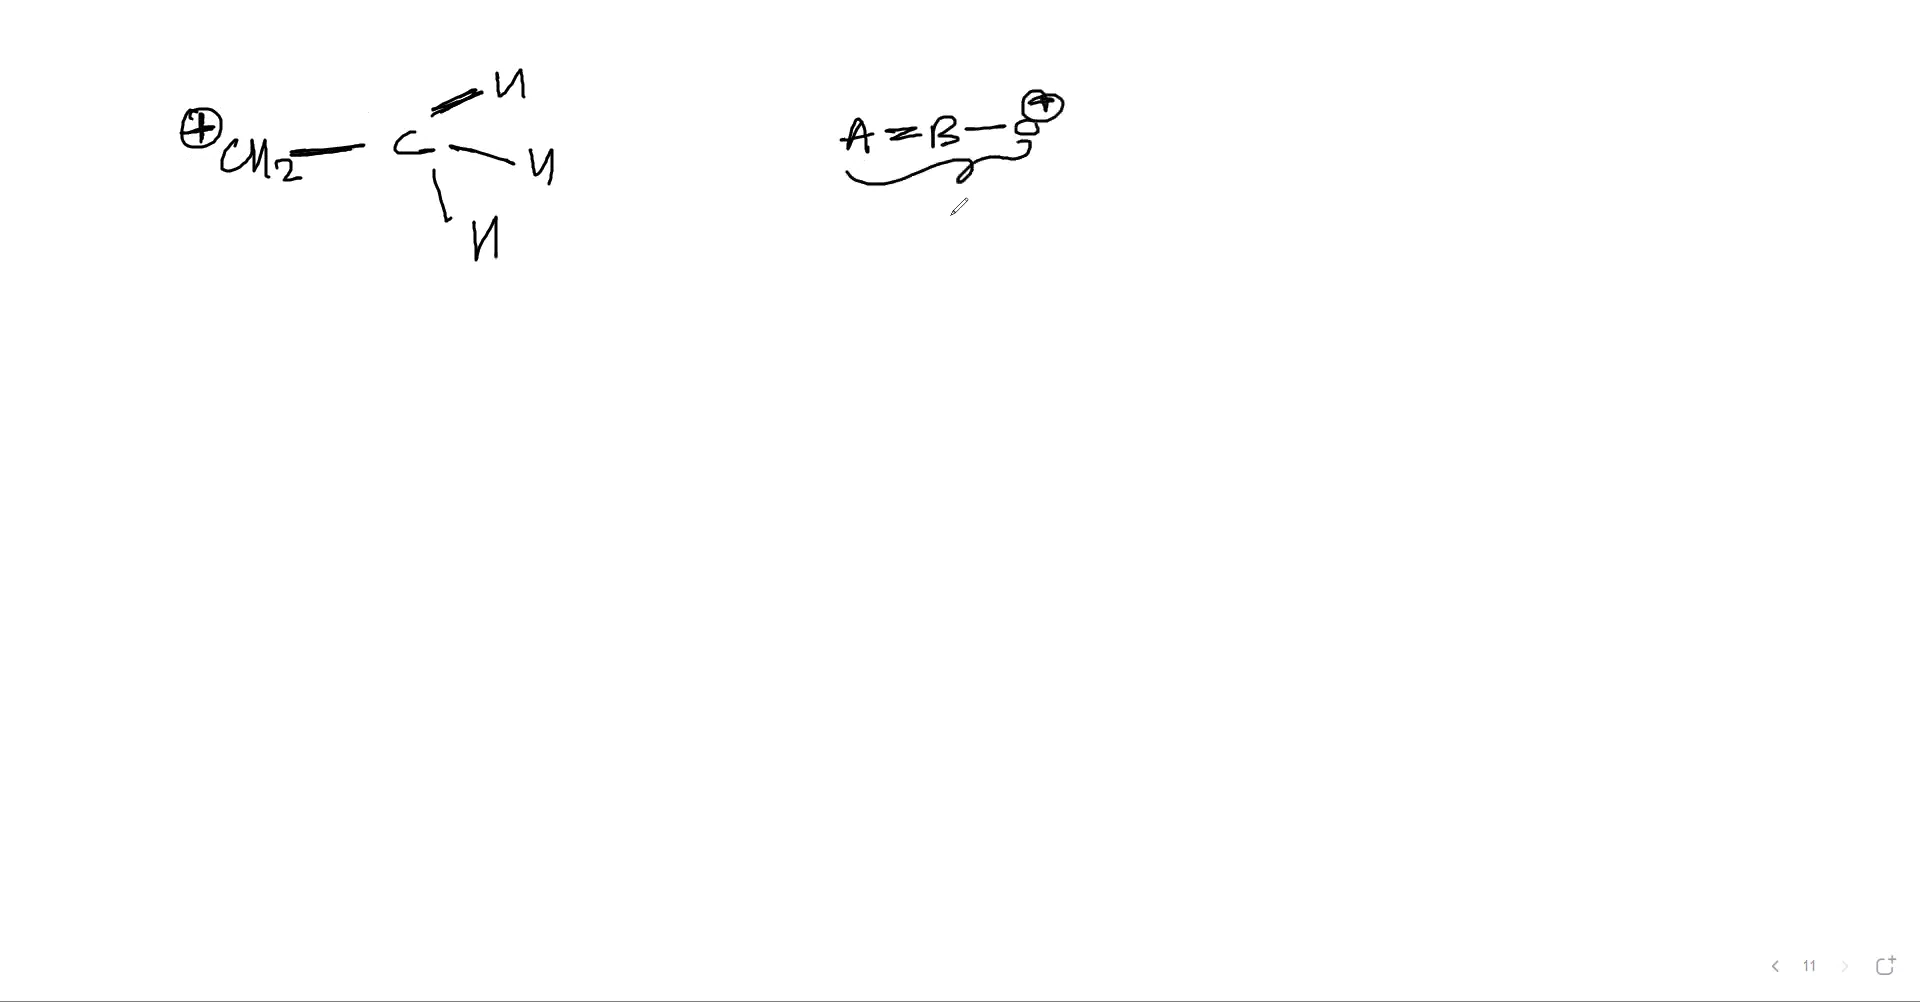 H
⊕CH2 — C — H
H
A = B — ⊕
11